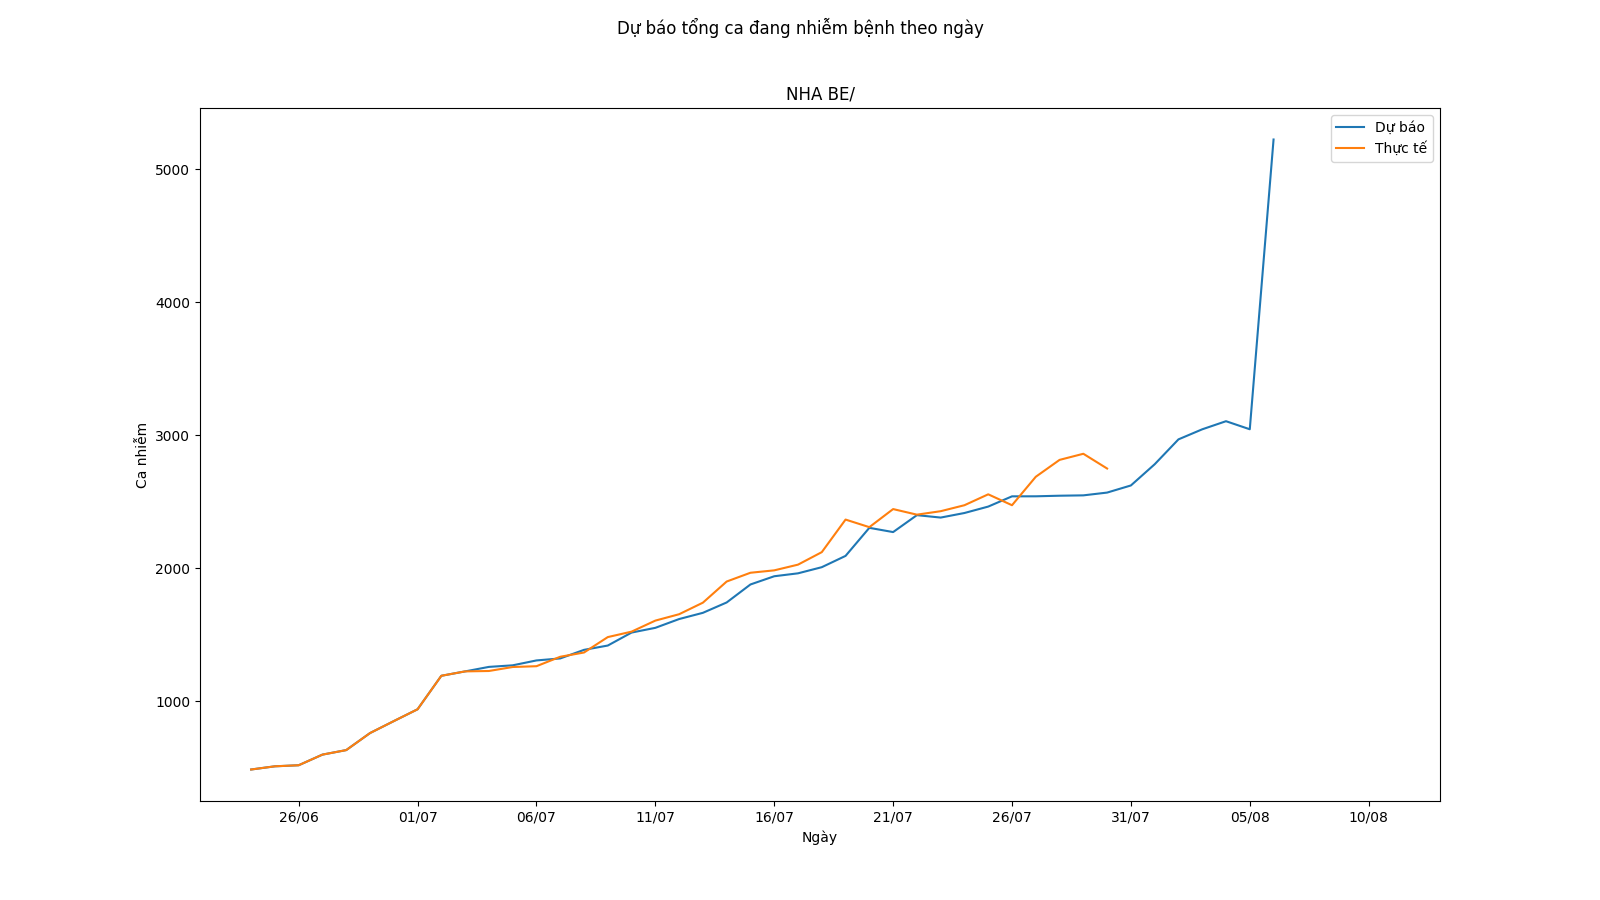 Dự báo tổng ca đang nhiễm bệnh theo ngày
NHA BE/
Dự báo
Thực tế
5000
4000
3000
2000
1000
Ca nhiễm
26/06
01/07
06/07
11/07
16/07
21/07
26/07
31/07
05/08
10/08
Ngày